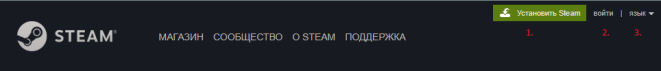 Установить Steam войти | язык
STEAM® МАГАЗИН СООБЩЕСТВО О STEAM ПОДДЕРЖКА
1. 2. 3.